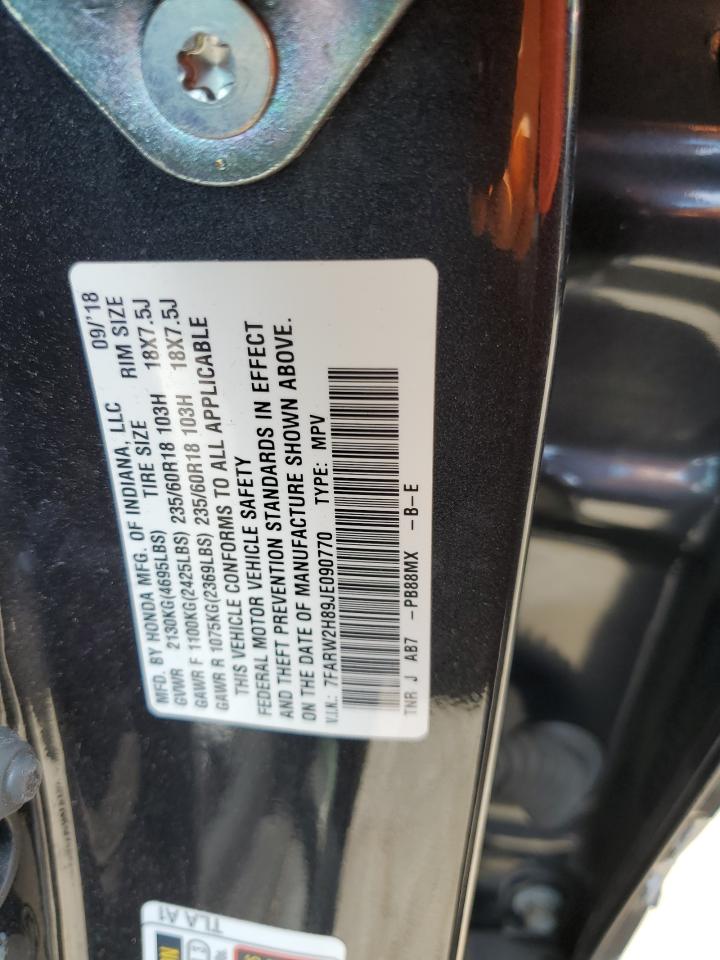 MFD. BY HONDA MFG. OF INDIANA, LLC 09/'18
GVWR 2130KG(4695LBS) TIRE SIZE RIM SIZE
GAWR F 1100KG(2425LBS) 235/60R18 103H 18X7.5J
GAWR R 1075KG(2369LBS) 235/60R18 103H 18X7.5J
THIS VEHICLE CONFORMS TO ALL APPLICABLE
FEDERAL MOTOR VEHICLE SAFETY
AND THEFT PREVENTION STANDARDS IN EFFECT
ON THE DATE OF MANUFACTURE SHOWN ABOVE.
V.I.N.: 7FARW2H89JE090770 TYPE: MPV
TNR J AB7 -PB88MX -B-E
TLA A1